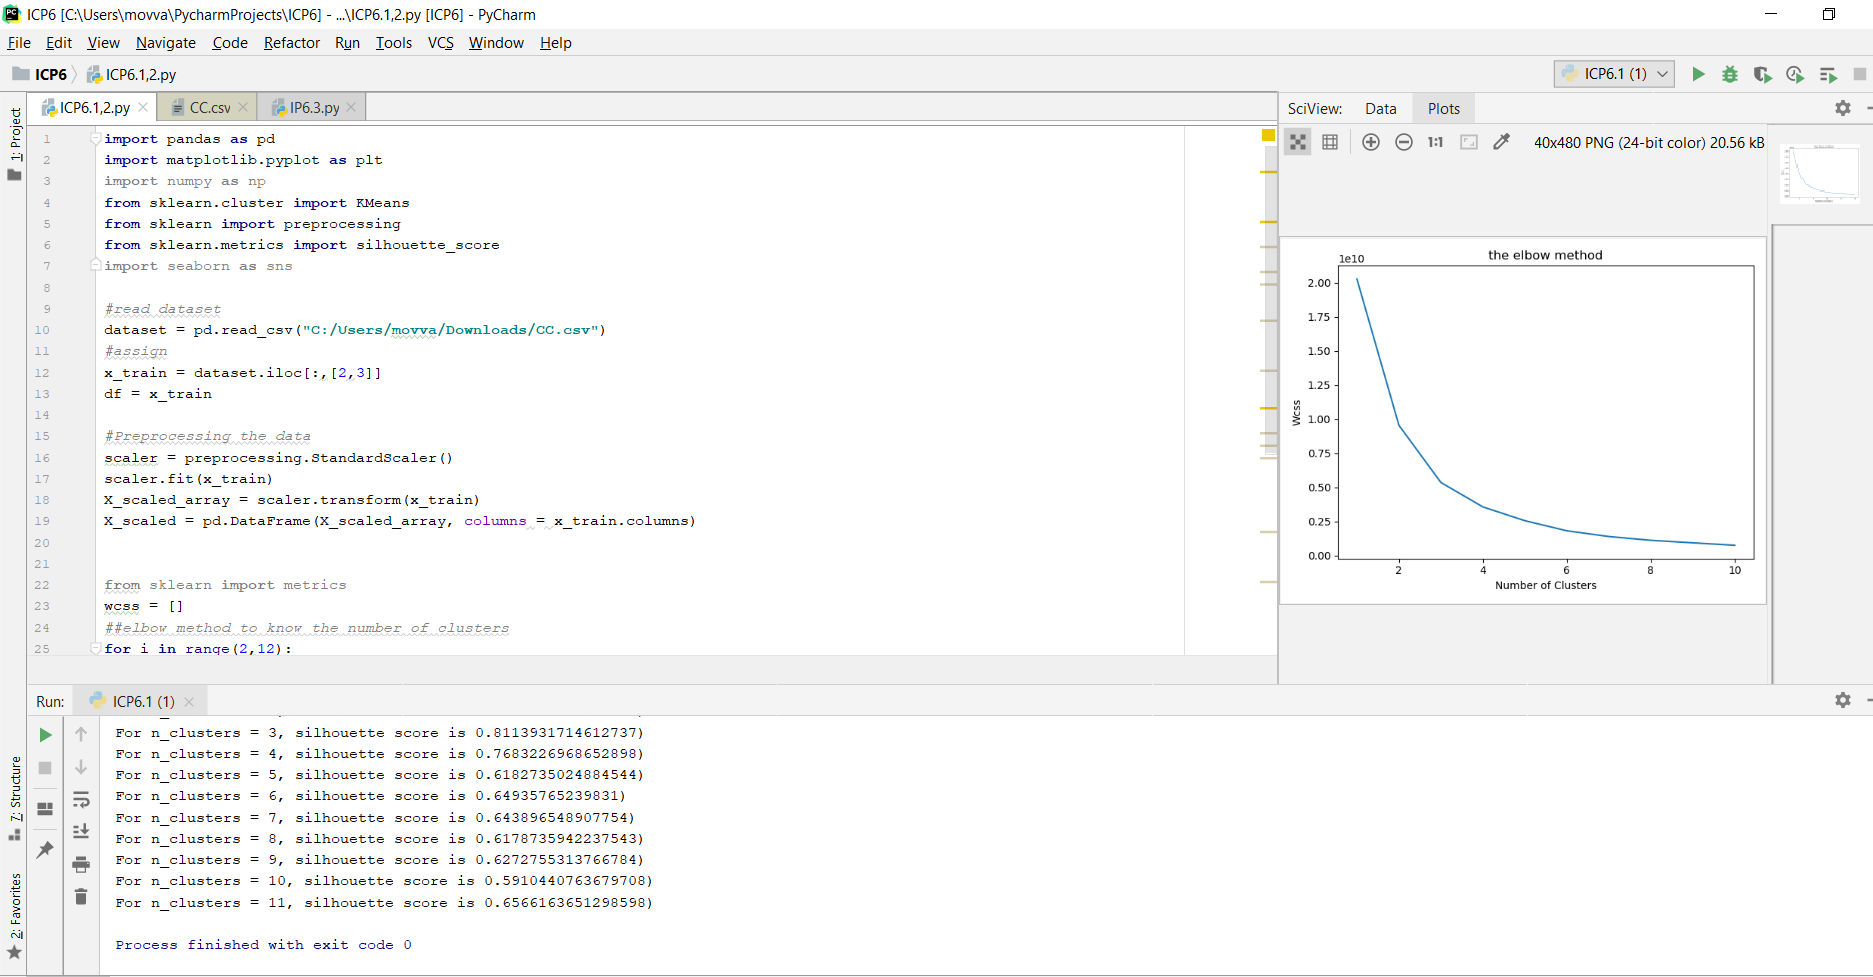 ICP6 [C:\Users\movva\PycharmProjects\ICP6] - ...\ICP6.1,2.py [ICP6] - PyCharm
File Edit View Navigate Code Refactor Run Tools VCS Window Help
ICP6 ICP6.1,2.py
ICP6.1 (1)
ICP6.1,2.py CC.csv IP6.3.py
1: Project
1 import pandas as pd
2 import matplotlib.pyplot as plt
3 import numpy as np
4 from sklearn.cluster import KMeans
5 from sklearn import preprocessing
6 from sklearn.metrics import silhouette_score
7 import seaborn as sns
8
9 #read dataset
10 dataset = pd.read_csv("C:/Users/movva/Downloads/CC.csv")
11 #assign
12 x_train = dataset.iloc[:,[2,3]]
13 df = x_train
14
15 #Preprocessing the data
16 scaler = preprocessing.StandardScaler()
17 scaler.fit(x_train)
18 X_scaled_array = scaler.transform(x_train)
19 X_scaled = pd.DataFrame(X_scaled_array, columns = x_train.columns)
20
21
22 from sklearn import metrics
23 wcss = []
24 ##elbow method to know the number of clusters
25 for i in range(2,12):
SciView: Data Plots
1:1 40x480 PNG (24-bit color) 20.56 kB
the elbow method
1e10
2.00
1.75
1.50
1.25
1.00
0.75
0.50
0.25
0.00
Wcss
2 4 6 8 10
Number of Clusters
Run: ICP6.1 (1)
For n_clusters = 3, silhouette score is 0.8113931714612737)
For n_clusters = 4, silhouette score is 0.7683226968652898)
For n_clusters = 5, silhouette score is 0.6182735024884544)
For n_clusters = 6, silhouette score is 0.64935765239831)
For n_clusters = 7, silhouette score is 0.643896548907754)
For n_clusters = 8, silhouette score is 0.6178735942237543)
For n_clusters = 9, silhouette score is 0.6272755313766784)
For n_clusters = 10, silhouette score is 0.5910440763679708)
For n_clusters = 11, silhouette score is 0.6566163651298598)
Process finished with exit code 0
7: Structure
2: Favorites